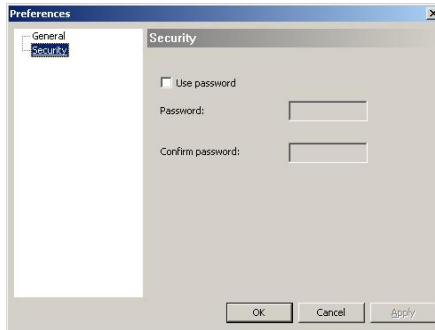 Preferences
General
Security
Security
Use password
Password:
Confirm password:
OK
Cancel
Apply